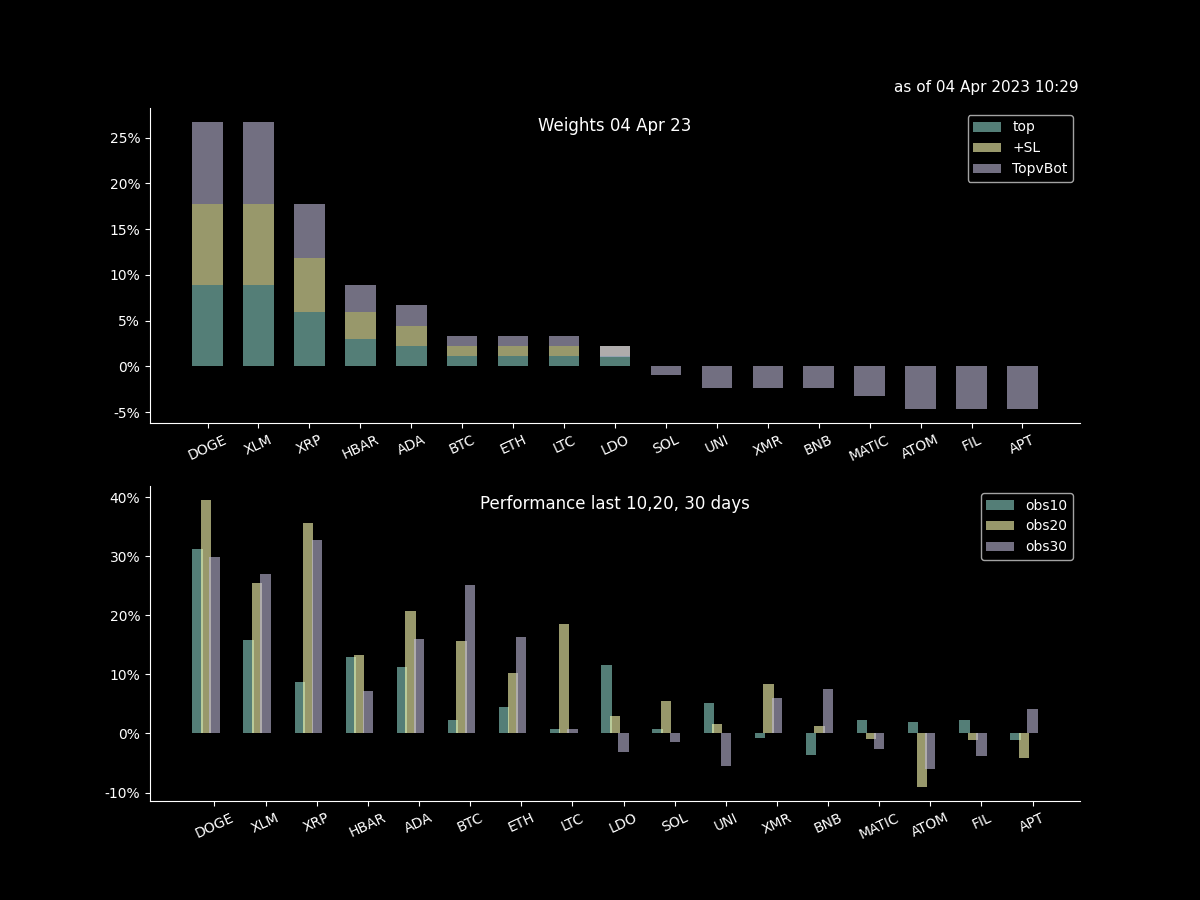 as of 04 Apr 2023 10:29
Weights 04 Apr 23
top
+SL
TopvBot
25%
20%
15%
10%
5%
0%
-5%
DOGE XLM XRP HBAR ADA BTC ETH LTC LDO SOL UNI XMR BNB MATIC ATOM FIL APT
Performance last 10,20, 30 days
obs10
obs20
obs30
40%
30%
20%
10%
0%
-10%
DOGE XLM XRP HBAR ADA BTC ETH LTC LDO SOL UNI XMR BNB MATIC ATOM FIL APT